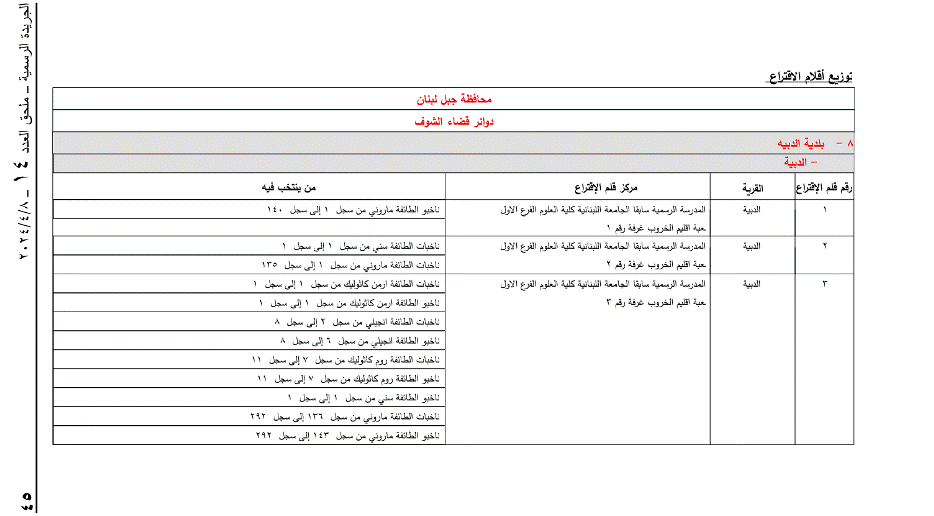 الجريدة الرسمية - ملحق العدد ١٤ - ٢٠٢٤/٤/٨
توزيع أقلام الاقتراع
محافظة جبل لبنان
دوائر قضاء الشوف
٨ - بلدية الدبيه
- الدبية
رقم قلم الإقتراع القرية مركز قلم الإقتراع من ينتخب فيه
١ الدبية المدرسة الرسمية سابقا الجامعة اللبنانية كلية العلوم الفرع الاول ناخبو الطائفة ماروني من سجل ١ إلى سجل ١٤٠
عبة اقليم الخروب غرفة رقم ١
٢ الدبية المدرسة الرسمية سابقا الجامعة اللبنانية كلية العلوم الفرع الاول ناخبات الطائفة سني من سجل ١ إلى سجل ١
عبة اقليم الخروب غرفة رقم ٢ ناخبات الطائفة ماروني من سجل ١ إلى سجل ١٣٥
٣ الدبية المدرسة الرسمية سابقا الجامعة اللبنانية كلية العلوم الفرع الاول ناخبات الطائفة ارمن كاثوليك من سجل ١ إلى سجل ١
عبة اقليم الخروب غرفة رقم ٣ ناخبو الطائفة ارمن كاثوليك من سجل ١ إلى سجل ١
ناخبات الطائفة انجيلي من سجل ٢ إلى سجل ٨
ناخبو الطائفة انجيلي من سجل ٦ إلى سجل ٨
ناخبات الطائفة روم كاثوليك من سجل ٧ إلى سجل ١١
ناخبو الطائفة روم كاثوليك من سجل ٧ إلى سجل ١١
ناخبو الطائفة سني من سجل ١ إلى سجل ١
ناخبات الطائفة ماروني من سجل ١٣٦ إلى سجل ٢٩٢
ناخبو الطائفة ماروني من سجل ١٤٣ إلى سجل ٢٩٢
٤٥